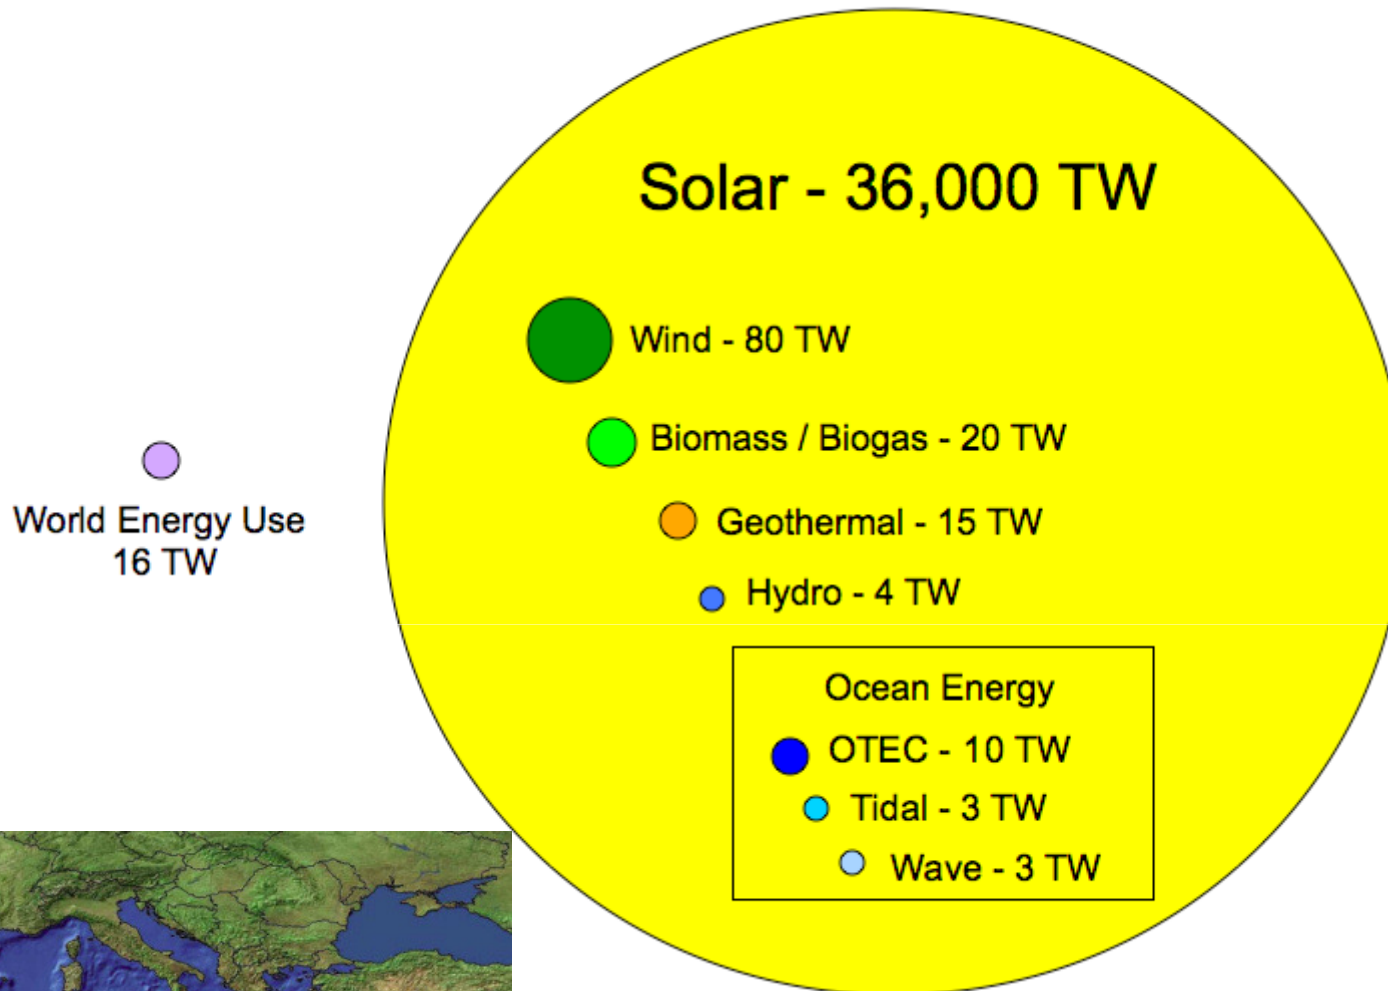 Solar - 36,000 TW
Wind - 80 TW
Biomass / Biogas - 20 TW
World Energy Use
16 TW
Geothermal - 15 TW
Hydro - 4 TW
Ocean Energy
OTEC - 10 TW
Tidal - 3 TW
Wave - 3 TW